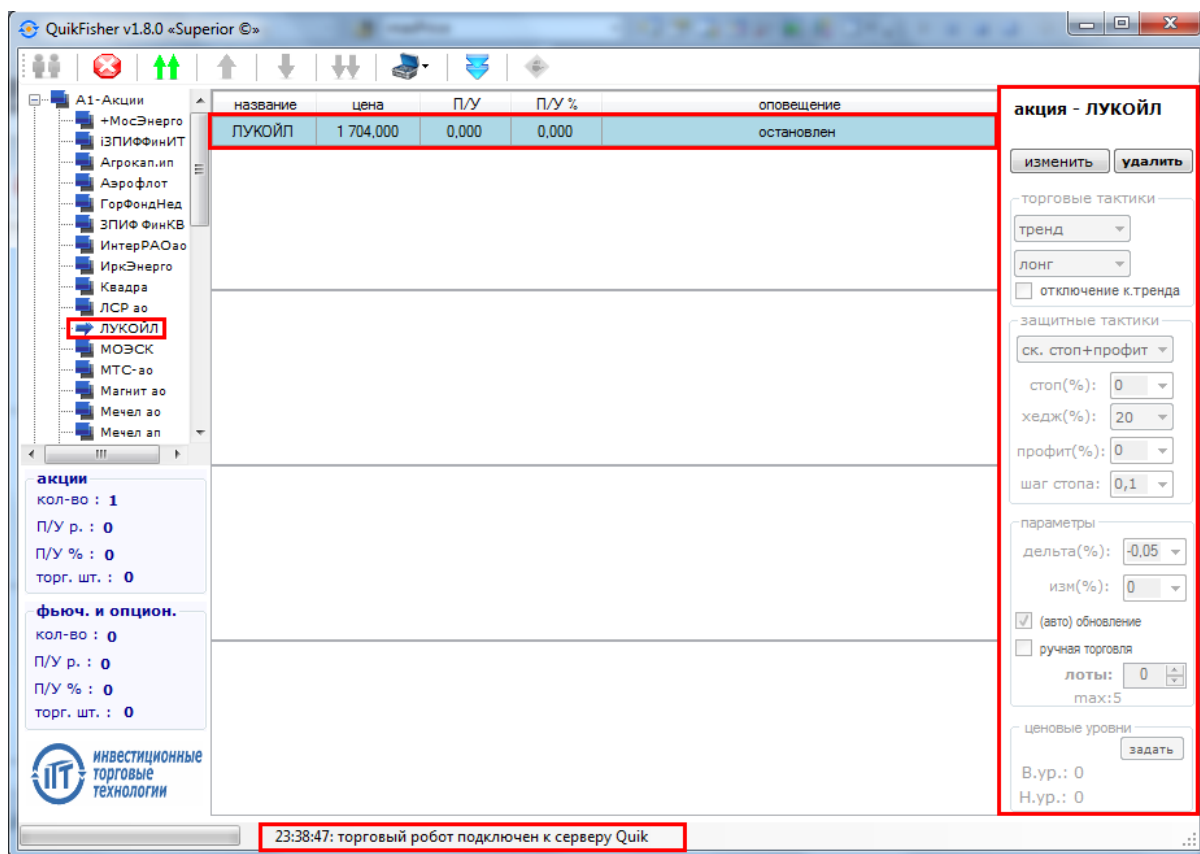 QuikFisher v1.8.0 «Superior ©»
A1-Акции
+МосЭнерго
iЗПИФФинИТ
Агрокап.ип
Аэрофлот
ГорФондНед
ЗПИФ ФинКВ
ИнтерРАОао
ИркЭнерго
Квадра
ЛСР ао
ЛУКОЙЛ
МОЭСК
МТС-ао
Магнит ао
Мечел ао
Мечел ап
акции
кол-во : 1
П/У р. : 0
П/У % : 0
торг. шт. : 0
фьюч. и опцион.
кол-во : 0
П/У р. : 0
П/У % : 0
торг. шт. : 0
ИТТ
ИНВЕСТИЦИОННЫЕ
ТОРГОВЫЕ
ТЕХНОЛОГИИ
название цена П/У П/У % оповещение
ЛУКОЙЛ 1 704,000 0,000 0,000 остановлен
акция - ЛУКОЙЛ
изменить удалить
торговые тактики
тренд
лонг
отключение к.тренда
защитные тактики
ск. стоп+профит
стоп(%): 0
хедж(%): 20
профит(%): 0
шаг стопа: 0,1
параметры
дельта(%): -0,05
изм(%): 0
(авто) обновление
ручная торговля
лоты: 0
max:5
ценовые уровни
задать
В.ур.: 0
Н.ур.: 0
23:38:47: торговый робот подключен к серверу Quik